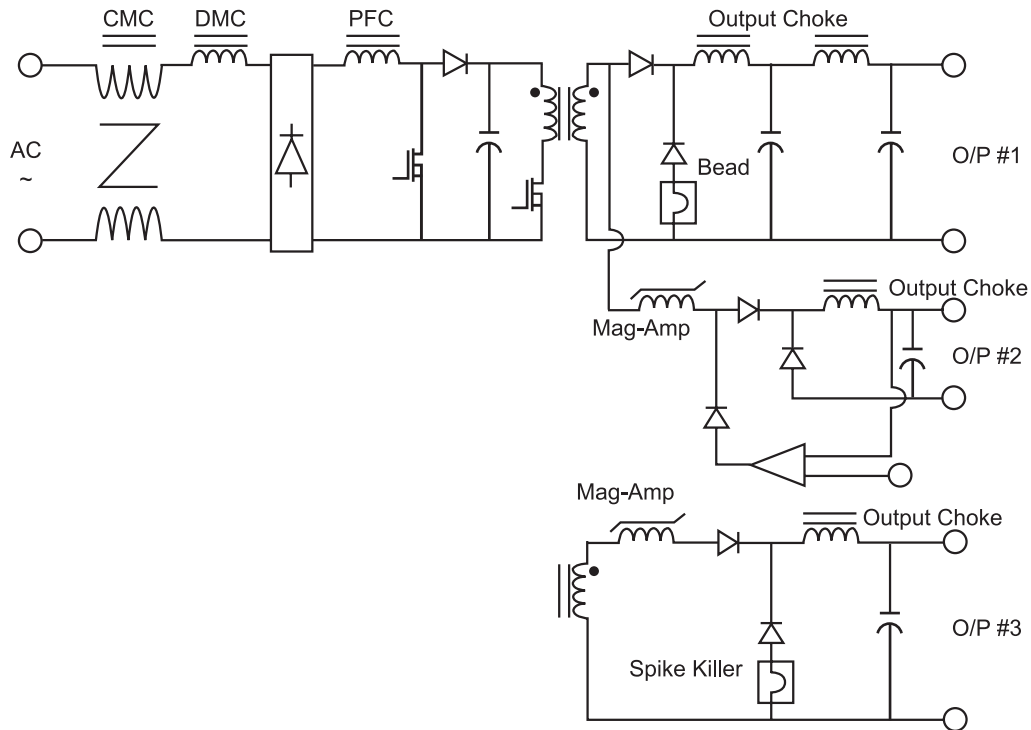 CMC
DMC
PFC
Output Choke
AC
~
Bead
O/P #1
Output Choke
Mag-Amp
O/P #2
Mag-Amp
Output Choke
O/P #3
Spike Killer